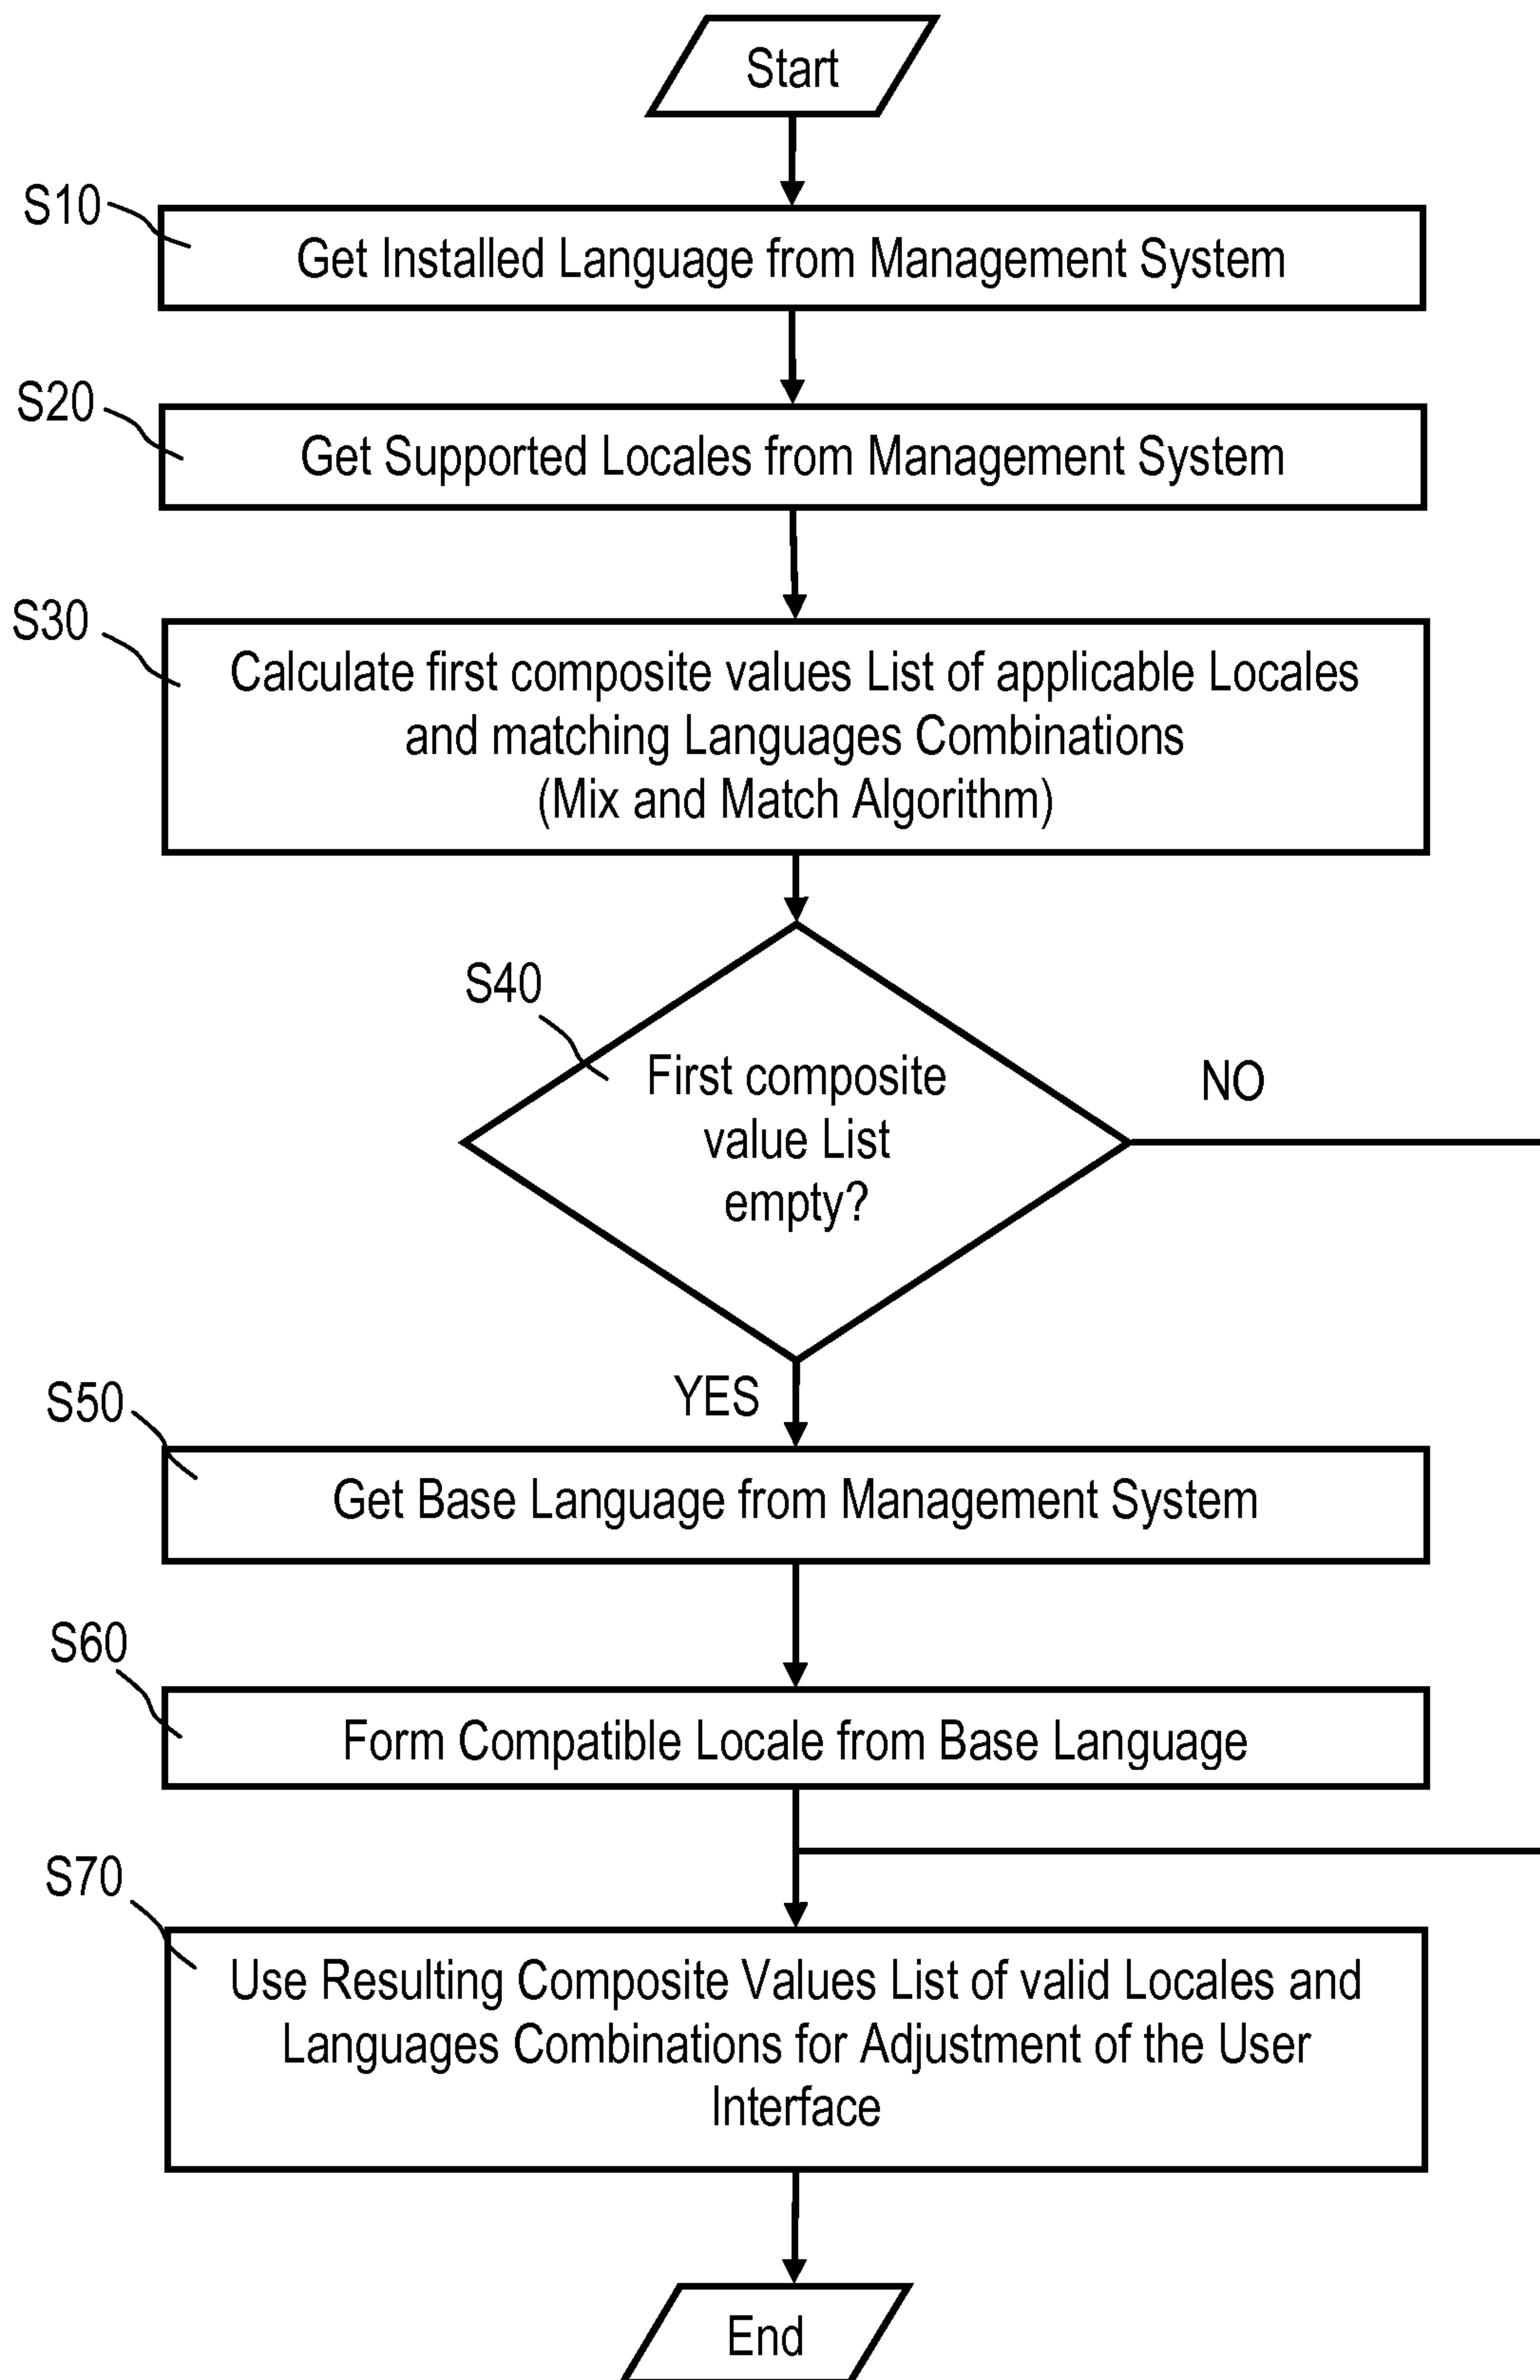 Start
S10
Get Installed Language from Management System
S20
Get Supported Locales from Management System
S30
Calculate first composite values List of applicable Locales
and matching Languages Combinations
(Mix and Match Algorithm)
S40
First composite
value List
empty?
NO
YES
S50
Get Base Language from Management System
S60
Form Compatible Locale from Base Language
S70
Use Resulting Composite Values List of valid Locales and
Languages Combinations for Adjustment of the User
Interface
End